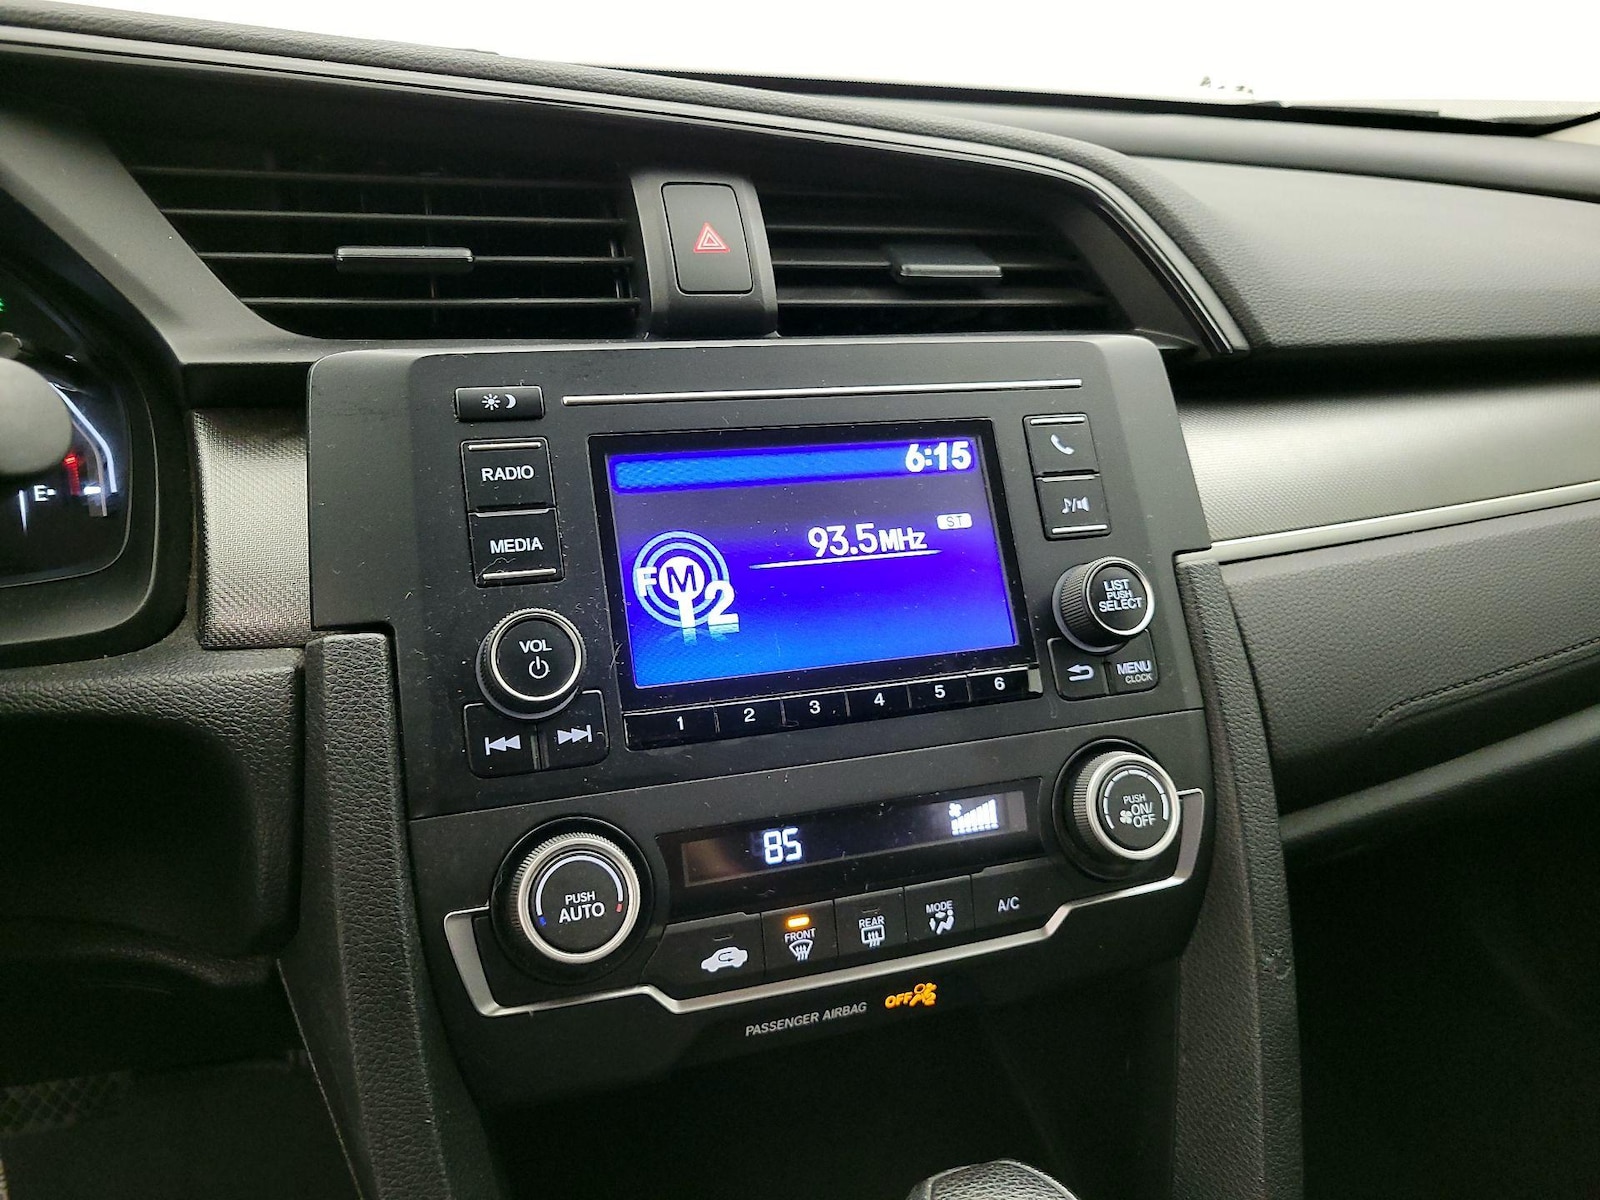 6:15
RADIO
MEDIA
93.5MHz
ST
FM
12
LIST
PUSH
SELECT
VOL
MENU
CLOCK
1 2 3 4 5 6
E
85
PUSH
ON/
OFF
PUSH
AUTO
FRONT
REAR
MODE
A/C
PASSENGER AIRBAG OFF 2